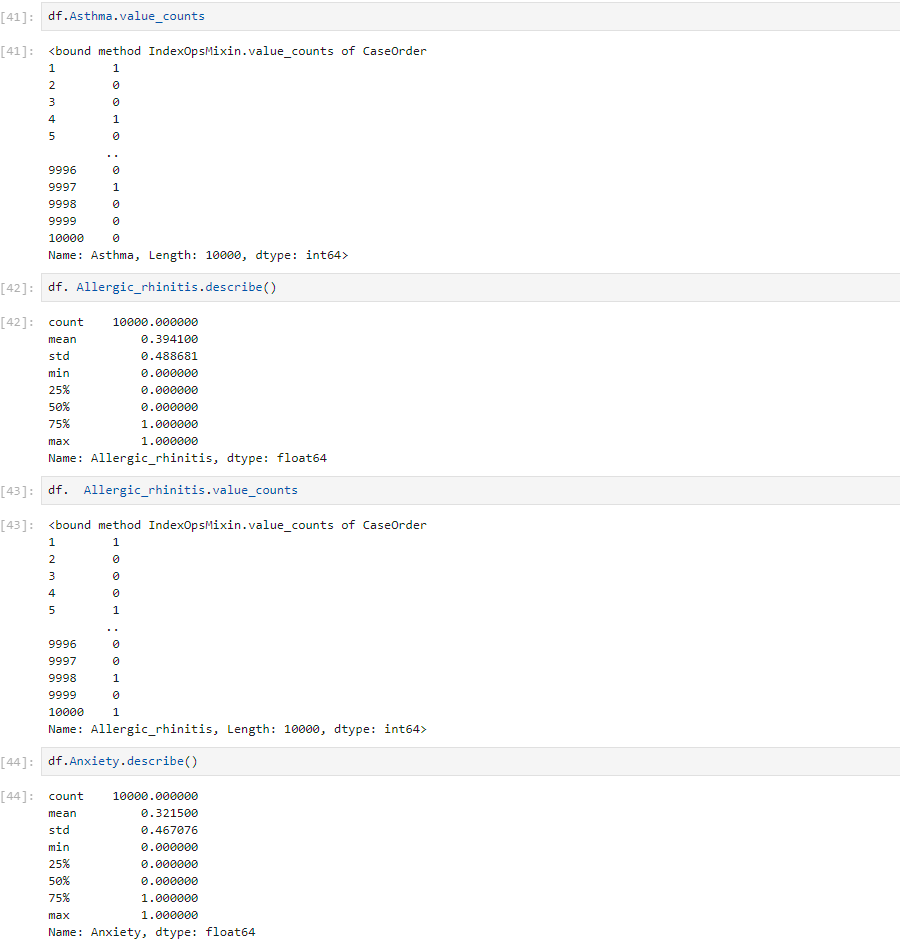 [41]: df.Asthma.value_counts
[41]: <bound method IndexOpsMixin.value_counts of CaseOrder
1        1
2        0
3        0
4        1
5        0
        ..
9996     0
9997     1
9998     0
9999     0
10000    0
Name: Asthma, Length: 10000, dtype: int64>
[42]: df. Allergic_rhinitis.describe()
[42]: count    10000.000000
mean         0.394100
std          0.488681
min          0.000000
25%          0.000000
50%          0.000000
75%          1.000000
max          1.000000
Name: Allergic_rhinitis, dtype: float64
[43]: df.  Allergic_rhinitis.value_counts
[43]: <bound method IndexOpsMixin.value_counts of CaseOrder
1        1
2        0
3        0
4        0
5        1
        ..
9996     0
9997     0
9998     1
9999     0
10000    1
Name: Allergic_rhinitis, Length: 10000, dtype: int64>
[44]: df.Anxiety.describe()
[44]: count    10000.000000
mean         0.321500
std          0.467076
min          0.000000
25%          0.000000
50%          0.000000
75%          1.000000
max          1.000000
Name: Anxiety, dtype: float64